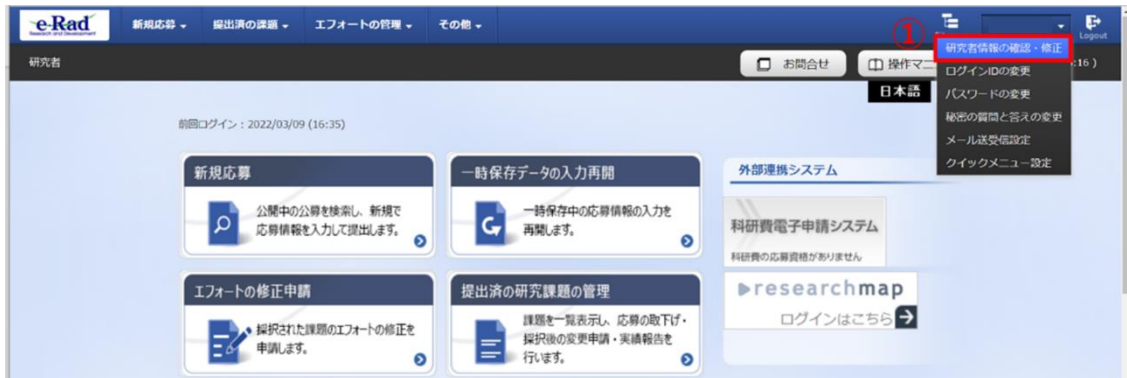 e-Rad
Research and Development
新規応募
提出済の課題
エフォートの管理
その他
①
Logout
研究者
お問合せ
操作マニ
:16 )
日本語
研究者情報の確認・修正
ログインIDの変更
パスワードの変更
秘密の質問と答えの変更
メール送受信設定
クイックメニュー設定
前回ログイン：2022/03/09 (16:35)
新規応募
公開中の公募を検索し、新規で
応募情報を入力して提出します。
一時保存データの入力再開
一時保存中の応募情報の入力を
再開します。
エフォートの修正申請
採択された課題のエフォートの修正を
申請します。
提出済の研究課題の管理
課題を一覧表示し、応募の取下げ・
採択後の変更申請・実績報告を
行います。
外部連携システム
科研費電子申請システム
科研費の応募資格がありません
researchmap
ログインはこちら